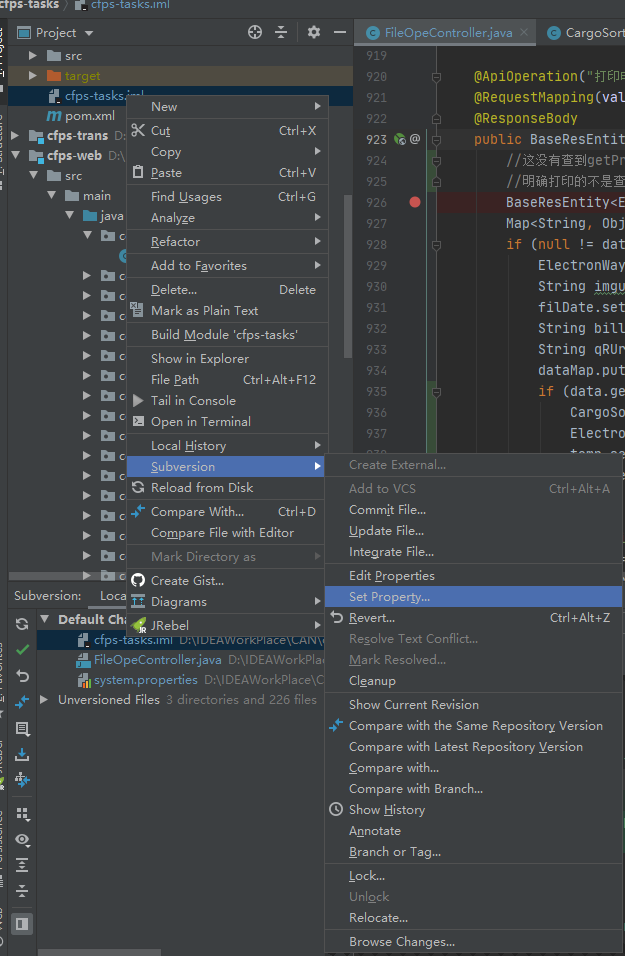 cfps-tasks cfps-tasks.iml
Project
src
target
cfps-tasks.iml
pom.xml
cfps-trans D:
cfps-web D:\
src
main
java
New
Cut Ctrl+X
Copy
Paste Ctrl+V
Find Usages Ctrl+G
Analyze
Refactor
Add to Favorites
Delete... Delete
Mark as Plain Text
Build Module 'cfps-tasks'
Show in Explorer
File Path Ctrl+Alt+F12
Tail in Console
Open in Terminal
Local History
Subversion
Reload from Disk
Compare With... Ctrl+D
Compare File with Editor
Mark Directory as
Create Gist...
Diagrams
JRebel
FileOpeController.java CargoSort
919
920 @ApiOperation("打印
921 @RequestMapping(val
922 @ResponseBody
923 @ public BaseResEntit
924 //这没有查到getPr
925 //明确打印的不是查
926 BaseResEntity<E
927 Map<String, Obj
928 if (null != dat
929 ElectronWay
930 String imgu
931 filDate.set
932 String bill
933 String qRUr
934 dataMap.put
935 if (data.ge
936 CargoSo
937 Electro
Create External...
Add to VCS Ctrl+Alt+A
Commit File...
Update File...
Integrate File...
Edit Properties
Set Property...
Revert... Ctrl+Alt+Z
Resolve Text Conflict...
Mark Resolved...
Cleanup
Show Current Revision
Compare with the Same Repository Version
Compare with Latest Repository Version
Compare with...
Compare with Branch...
Show History
Annotate
Branch or Tag...
Lock...
Unlock
Relocate...
Browse Changes...
Subversion: Loca
Default Cha
cfps-tasks.iml D:\IDEAWorkPlace\CAN\
FileOpeController.java D:\IDEAWorkPla
system.properties D:\IDEAWorkPlace\C
Unversioned Files 3 directories and 226 files